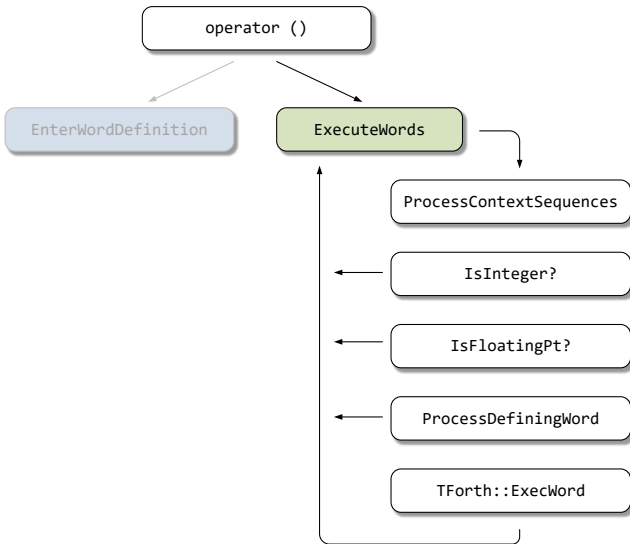 operator ()
EnterWordDefinition
ExecuteWords
ProcessContextSequences
IsInteger?
IsFloatingPt?
ProcessDefiningWord
TForth::ExecWord